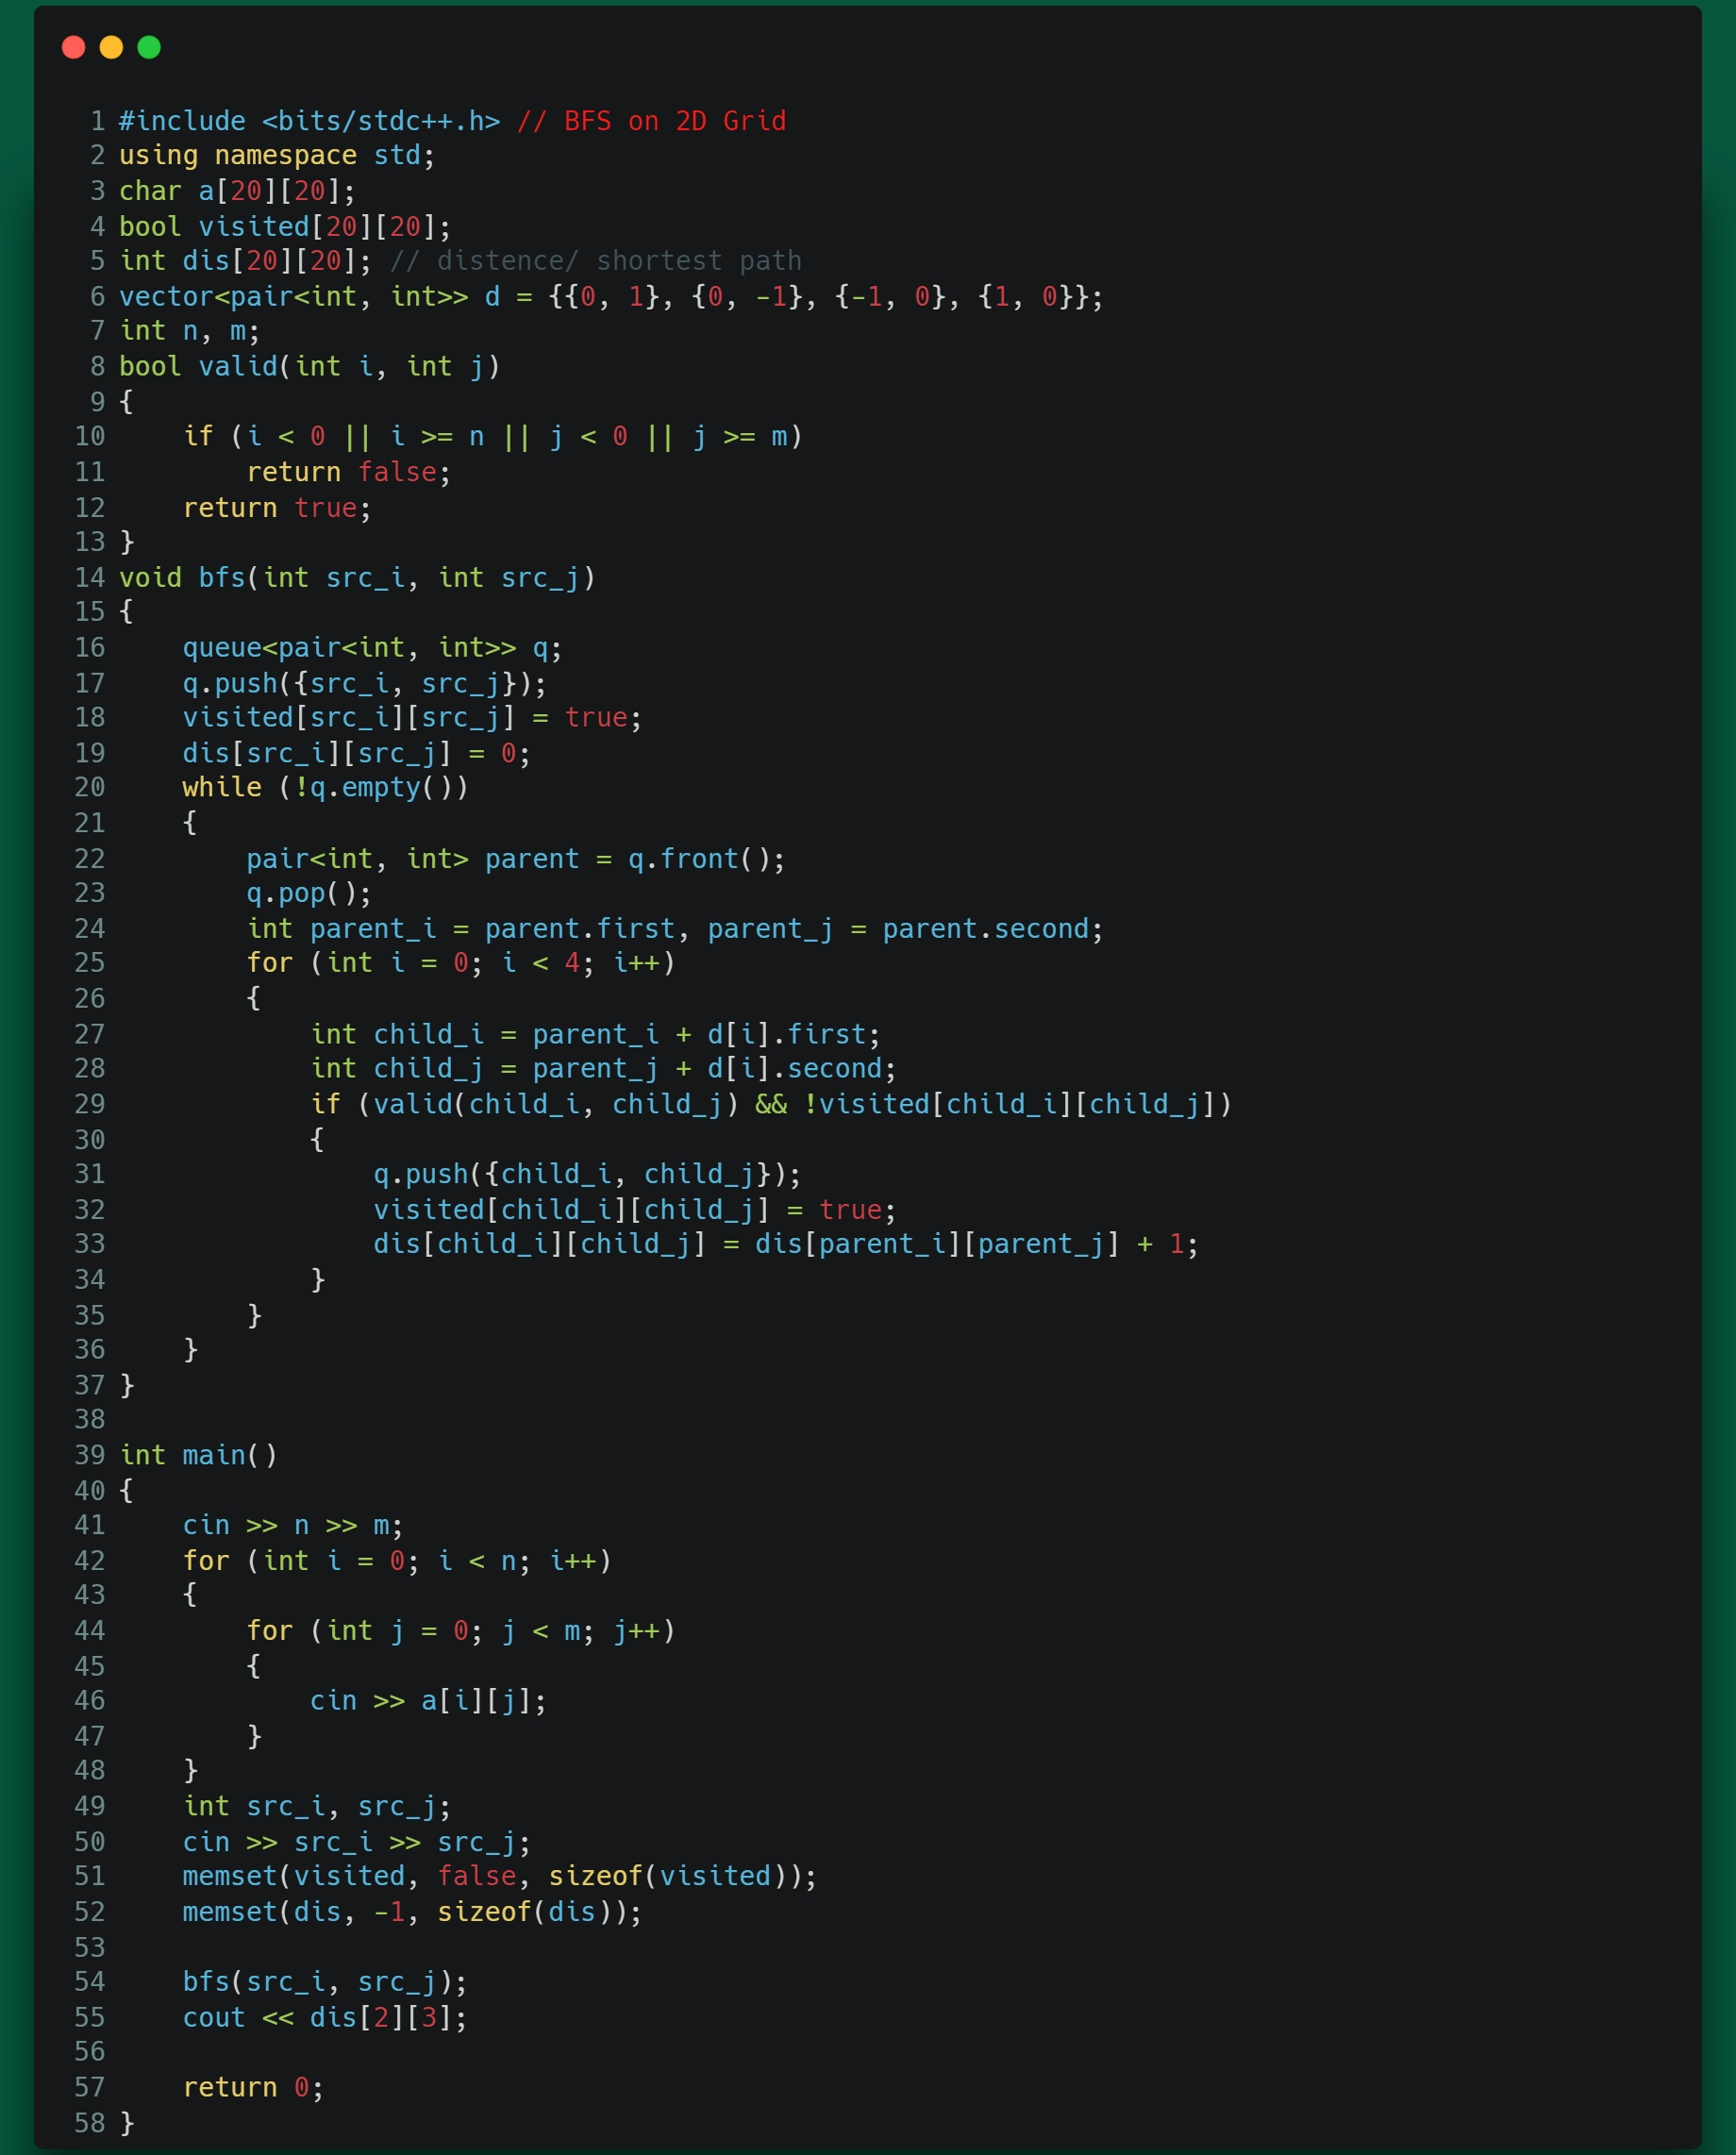 1 #include <bits/stdc++.h> // BFS on 2D Grid
2 using namespace std;
3 char a[20][20];
4 bool visited[20][20];
5 int dis[20][20]; // distence/ shortest path
6 vector<pair<int, int>> d = {{0, 1}, {0, -1}, {-1, 0}, {1, 0}};
7 int n, m;
8 bool valid(int i, int j)
9 {
10     if (i < 0 || i >= n || j < 0 || j >= m)
11         return false;
12     return true;
13 }
14 void bfs(int src_i, int src_j)
15 {
16     queue<pair<int, int>> q;
17     q.push({src_i, src_j});
18     visited[src_i][src_j] = true;
19     dis[src_i][src_j] = 0;
20     while (!q.empty())
21     {
22         pair<int, int> parent = q.front();
23         q.pop();
24         int parent_i = parent.first, parent_j = parent.second;
25         for (int i = 0; i < 4; i++)
26         {
27             int child_i = parent_i + d[i].first;
28             int child_j = parent_j + d[i].second;
29             if (valid(child_i, child_j) && !visited[child_i][child_j])
30             {
31                 q.push({child_i, child_j});
32                 visited[child_i][child_j] = true;
33                 dis[child_i][child_j] = dis[parent_i][parent_j] + 1;
34             }
35         }
36     }
37 }
38
39 int main()
40 {
41     cin >> n >> m;
42     for (int i = 0; i < n; i++)
43     {
44         for (int j = 0; j < m; j++)
45         {
46             cin >> a[i][j];
47         }
48     }
49     int src_i, src_j;
50     cin >> src_i >> src_j;
51     memset(visited, false, sizeof(visited));
52     memset(dis, -1, sizeof(dis));
53
54     bfs(src_i, src_j);
55     cout << dis[2][3];
56
57     return 0;
58 }